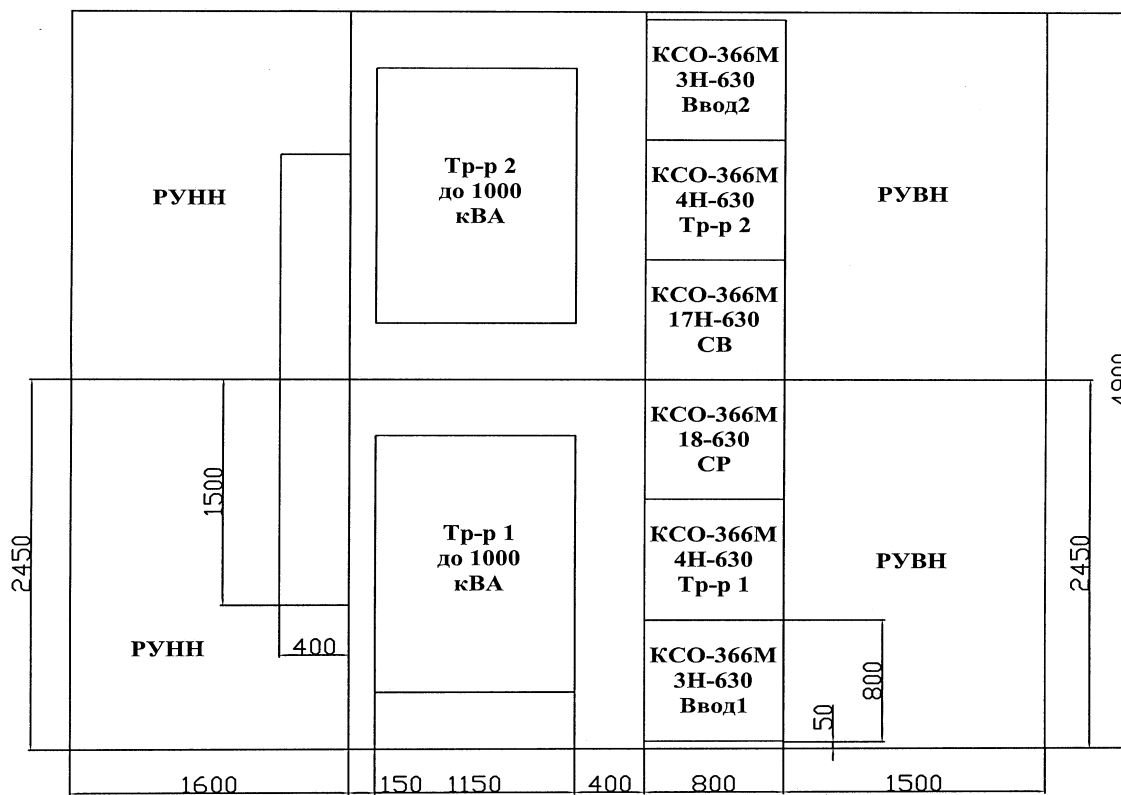 КСО-366М
3Н-630
Ввод2
Тр-р 2
до 1000
кВА
РУНН
КСО-366М
4Н-630
Тр-р 2
РУВН
КСО-366М
17Н-630
СВ
4900
КСО-366М
18-630
СР
1500
Тр-р 1
до 1000
кВА
2450
КСО-366М
4Н-630
Тр-р 1
РУВН
2450
РУНН
400
КСО-366М
3Н-630
Ввод1
800
50
1600
150
1150
400
800
1500